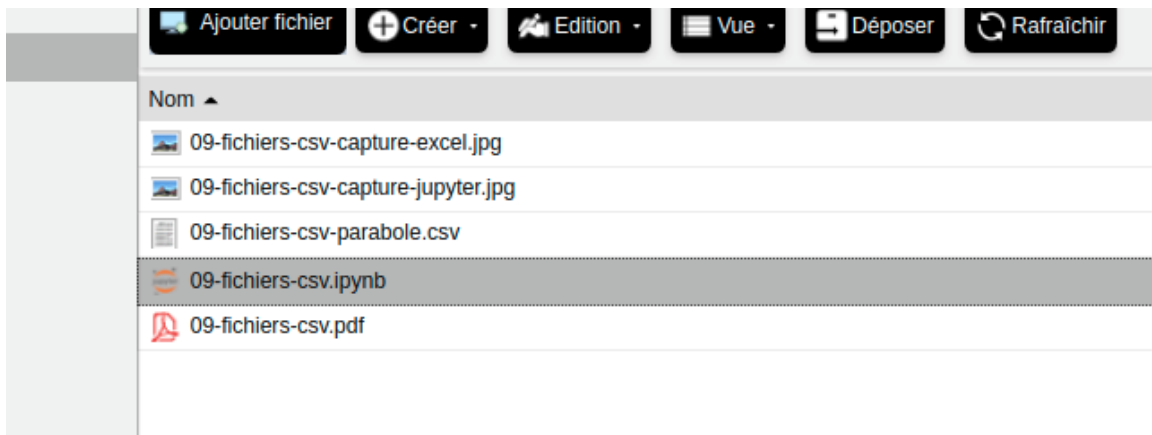 Ajouter fichier Créer Edition Vue Déposer Rafraîchir
Nom
09-fichiers-csv-capture-excel.jpg
09-fichiers-csv-capture-jupyter.jpg
09-fichiers-csv-parabole.csv
09-fichiers-csv.ipynb
09-fichiers-csv.pdf